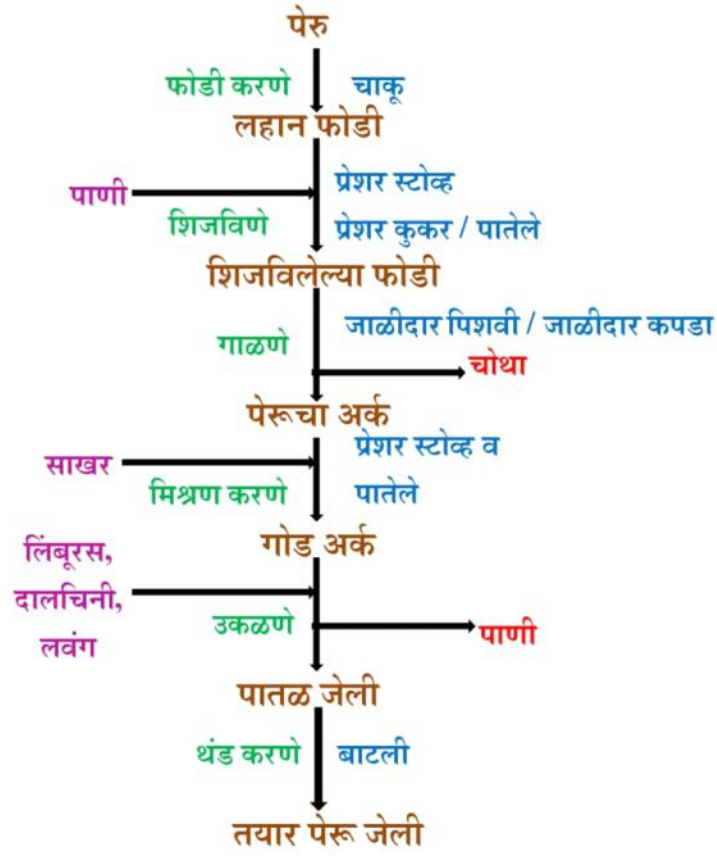 पेरु
फोडी करणे चाकू
लहान फोडी
पाणी प्रेशर स्टोव्ह
शिजविणे प्रेशर कुकर / पातेले
शिजविलेल्या फोडी
जाळीदार पिशवी / जाळीदार कपडा
गाळणे
चोथा
पेरूचा अर्क
साखर प्रेशर स्टोव्ह व
मिश्रण करणे पातेले
गोड अर्क
लिंबूरस,
दालचिनी,
उकळणे पाणी
लवंग
पातळ जेली
थंड करणे बाटली
तयार पेरू जेली